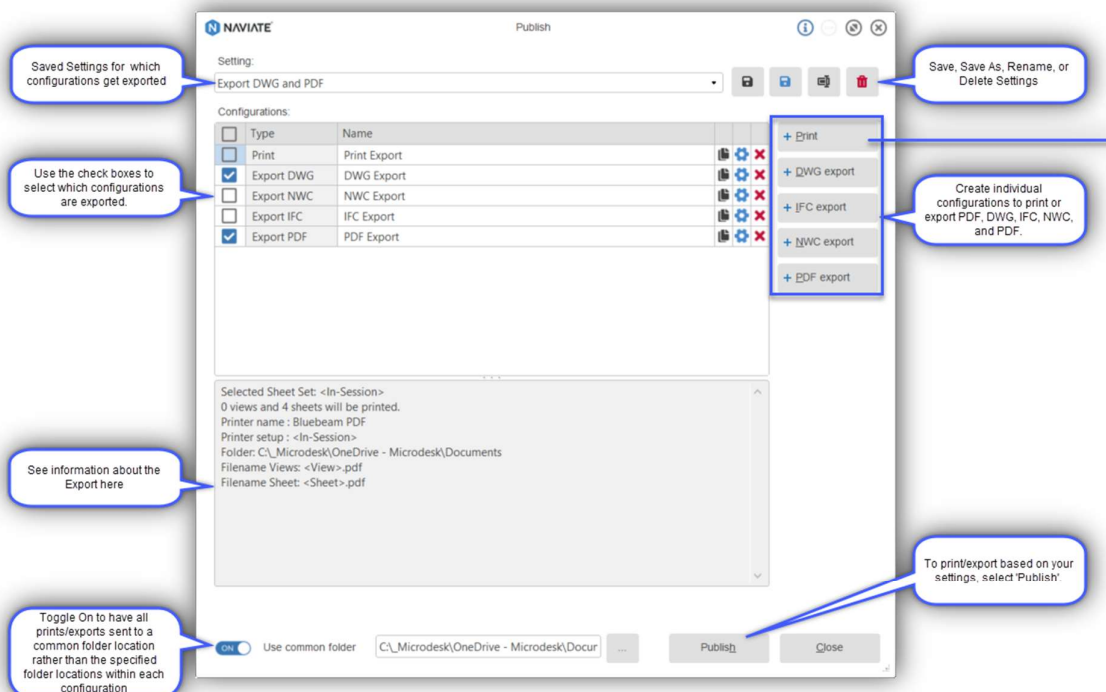 NAVIATE
Publish
Setting:
Export DWG and PDF
Configurations:
Type Name
Print Print Export
Export DWG DWG Export
Export NWC NWC Export
Export IFC IFC Export
Export PDF PDF Export
+ Print
+ DWG export
+ IFC export
+ NWC export
+ PDF export
Selected Sheet Set: <In-Session>
0 views and 4 sheets will be printed.
Printer name : Bluebeam PDF
Printer setup : <In-Session>
Folder: C:\_Microdesk\OneDrive - Microdesk\Documents
Filename Views: <View>.pdf
Filename Sheet: <Sheet>.pdf
ON Use common folder C:\_Microdesk\OneDrive - Microdesk\Docur ... Publish Close
Saved Settings for which
configurations get exported
Use the check boxes to
select which configurations
are exported.
See information about the
Export here
Toggle On to have all
prints/exports sent to a
common folder location
rather than the specified
folder locations within each
configuration
Save, Save As, Rename, or
Delete Settings
Create individual
configurations to print or
export PDF, DWG, IFC, NWC,
and PDF.
To print/export based on your
settings, select 'Publish'.